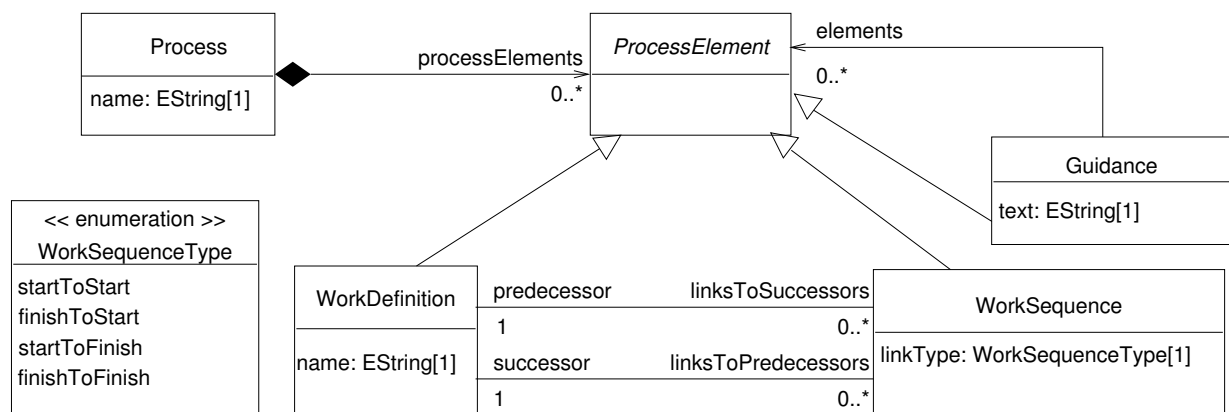 Process
name: EString[1]
processElements
0..*
ProcessElement
elements
0..*
Guidance
text: EString[1]
<< enumeration >>
WorkSequenceType
startToStart
finishToStart
startToFinish
finishToFinish
WorkDefinition
name: EString[1]
predecessor
1
successor
1
linksToSuccessors
0..*
linksToPredecessors
0..*
WorkSequence
linkType: WorkSequenceType[1]